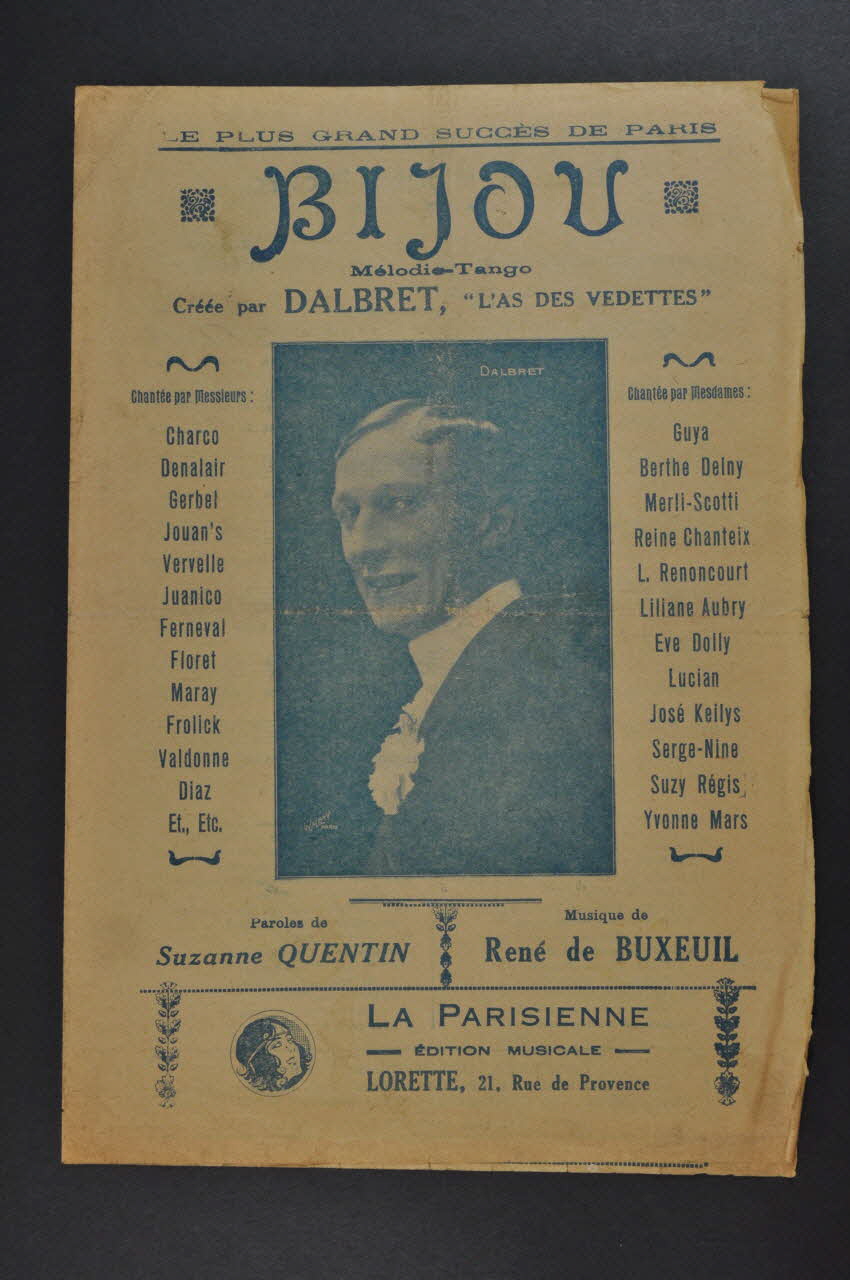 LE PLUS GRAND SUCCÈS DE PARIS
BIJOU
Mélodie-Tango
Créée par DALBRET, "L'AS DES VEDETTES"
Chantée par Messieurs :
Charco
Denalair
Gerbel
Jouan's
Vervelle
Juanico
Ferneval
Floret
Maray
Frolick
Valdonne
Diaz
Et., Etc.
DALBRET
PARIS
Chantée par Mesdames :
Guya
Berthe Delny
Merli-Scotti
Reine Chanteix
L. Renoncourt
Liliane Aubry
Eve Dolly
Lucian
José Keilys
Serge-Nine
Suzy Régis
Yvonne Mars
Paroles de
Suzanne QUENTIN
Musique de
René de BUXEUIL
LA PARISIENNE
ÉDITION MUSICALE
LORETTE, 21, Rue de Provence